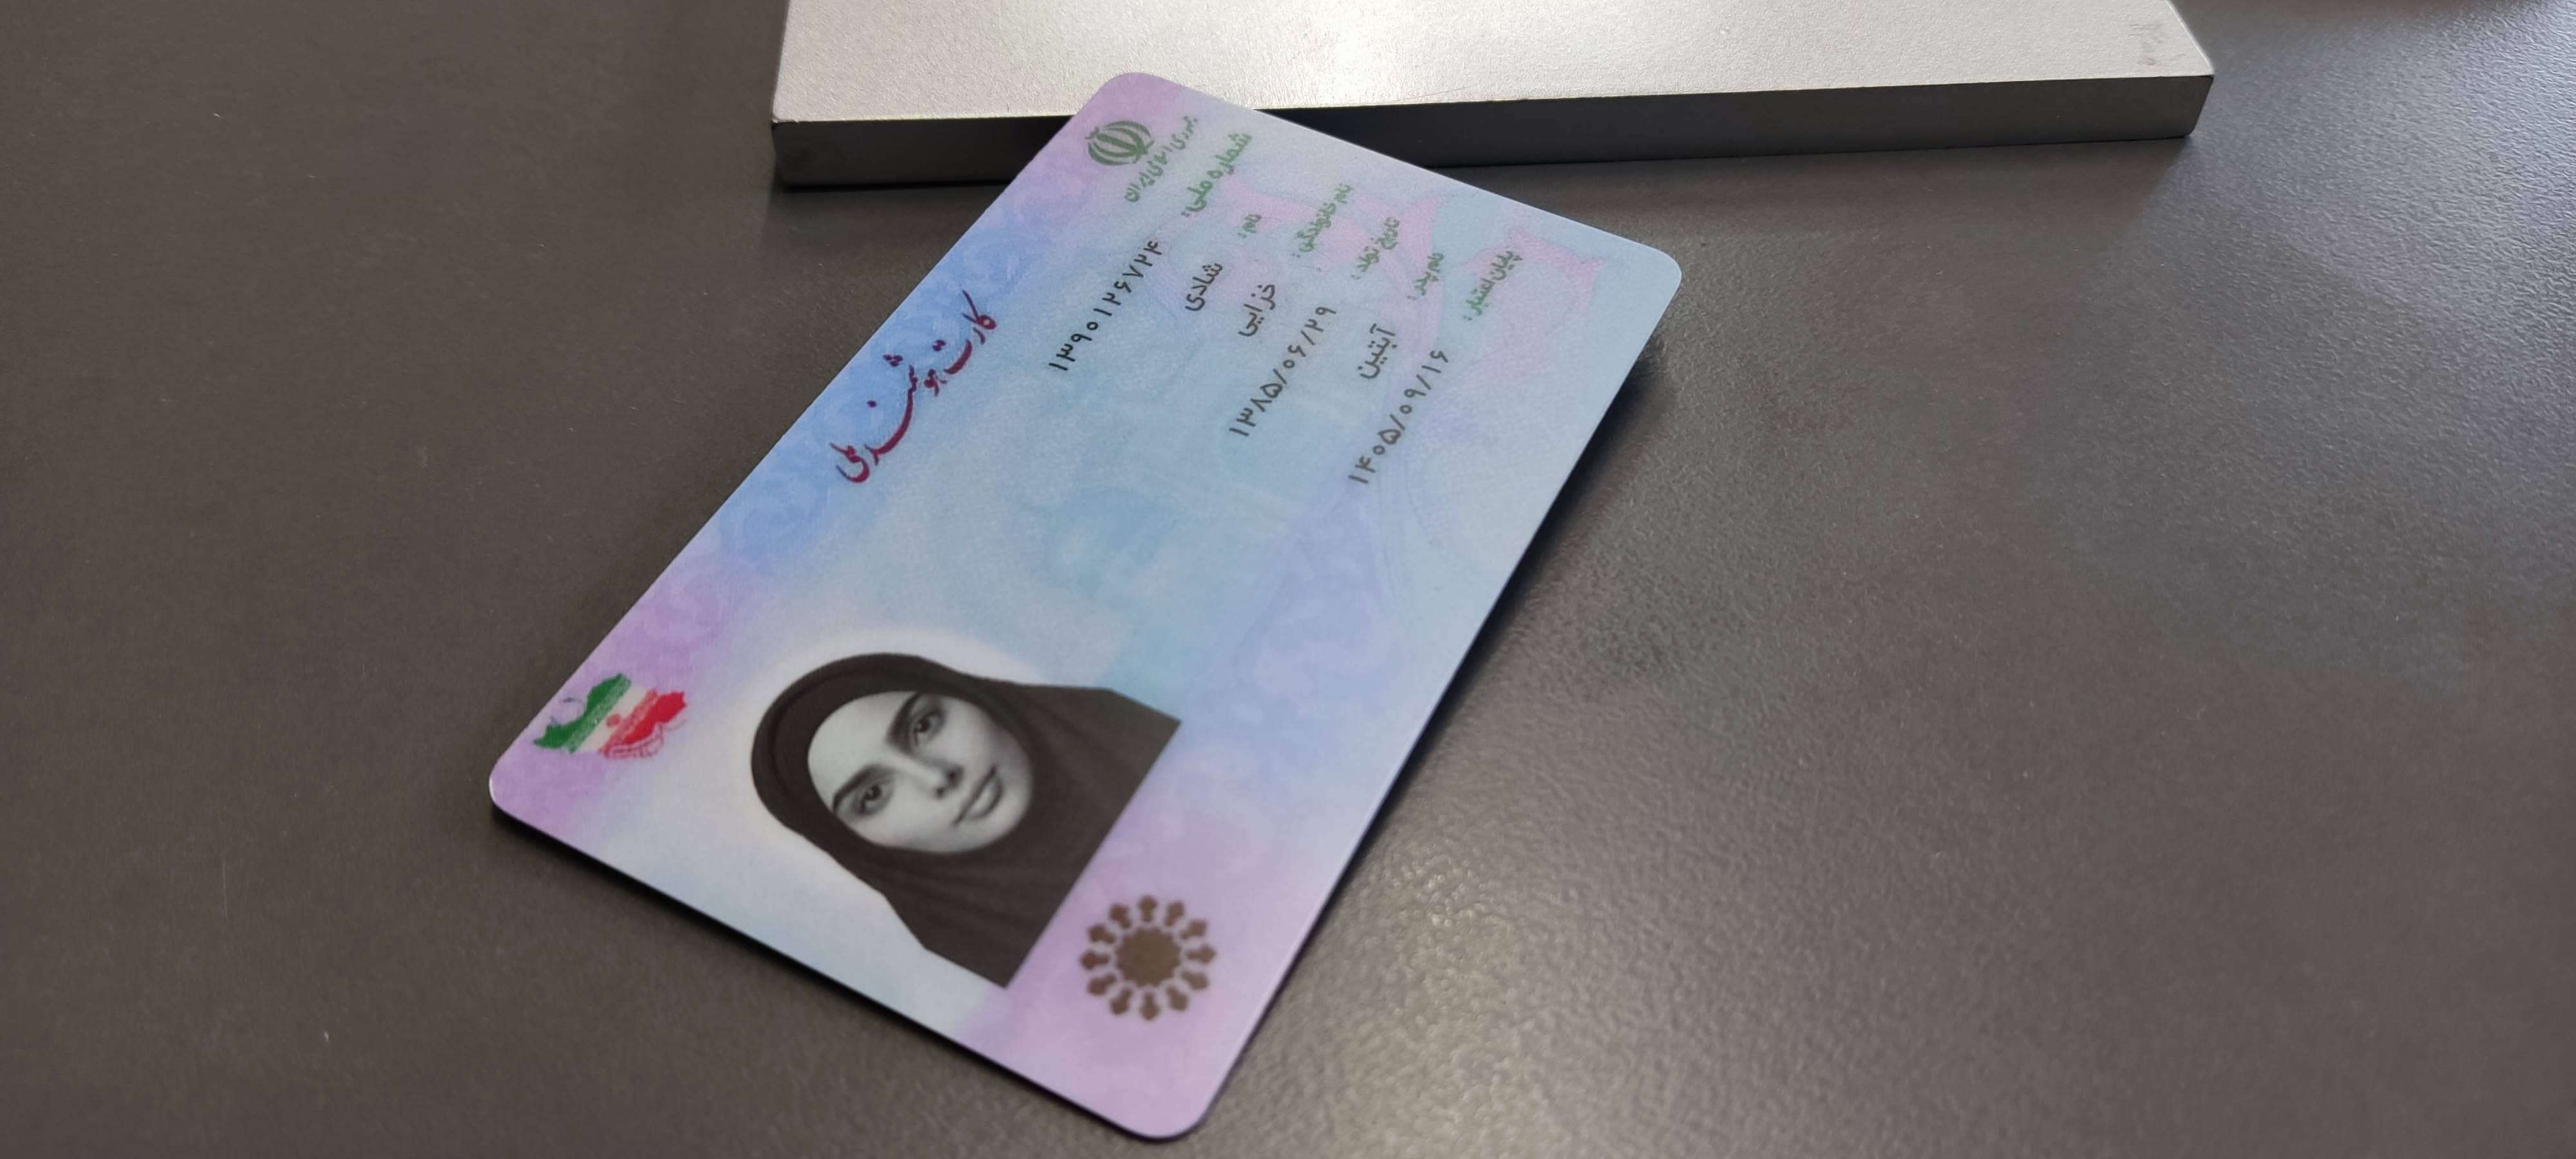 جمهوری اسلامی ایران
کارت هوشمند ملی
شماره ملی: ۱۳۹۰۱۲۶۷۲۴
نام: شادی
نام خانوادگی: خزایی
تاریخ تولد: ۱۳۸۵/۰۶/۲۹
نام پدر: آبتین
پایان اعتبار: ۱۴۰۵/۰۹/۱۶